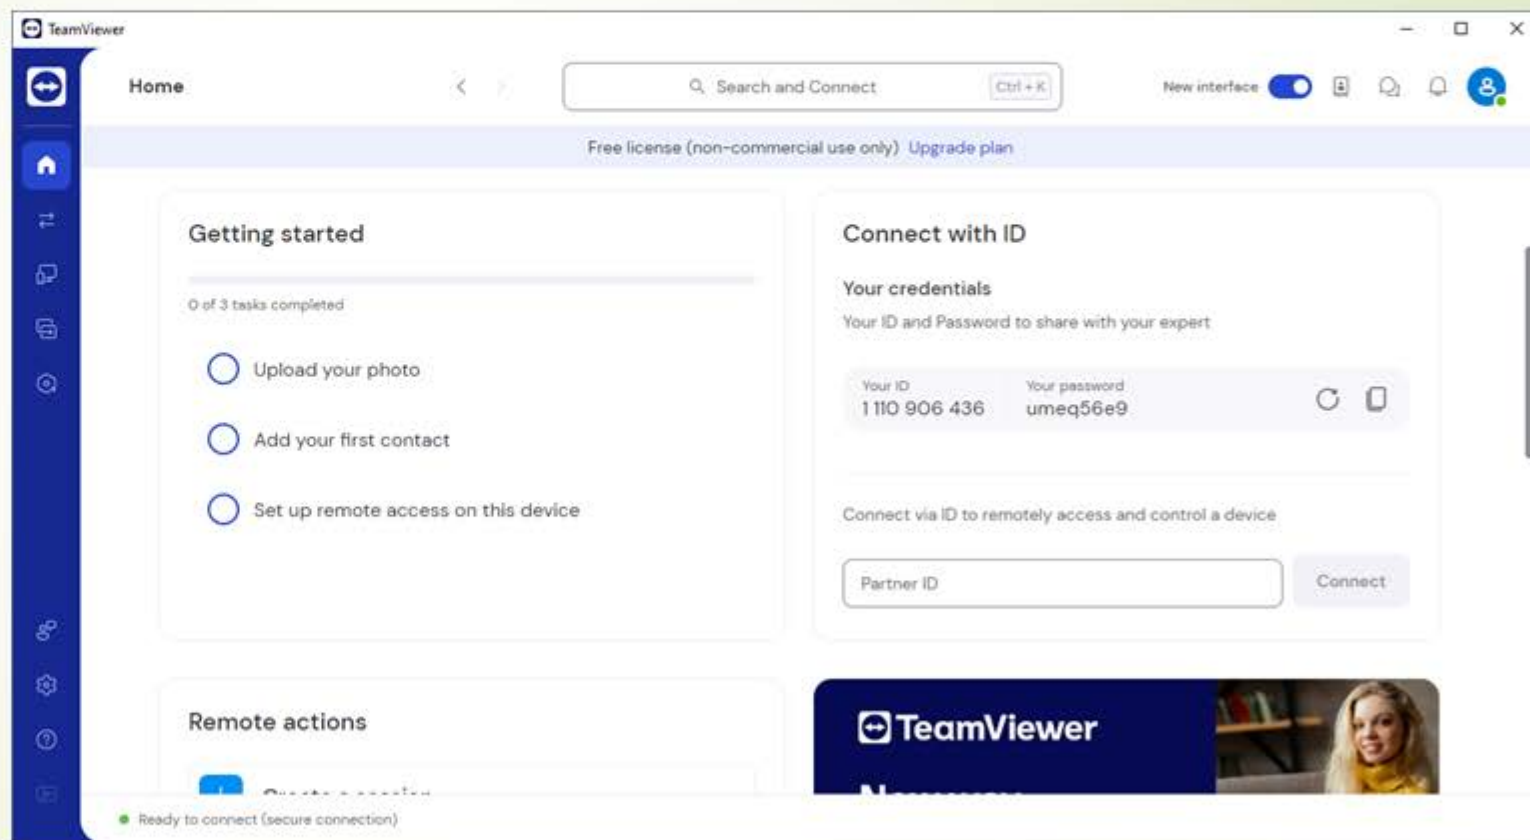 TeamViewer
Home
Search and Connect
Ctrl + K
New interface
Free license (non-commercial use only) Upgrade plan
Getting started
0 of 3 tasks completed
Upload your photo
Add your first contact
Set up remote access on this device
Connect with ID
Your credentials
Your ID and Password to share with your expert
Your ID
1 110 906 436
Your password
umeq56e9
Connect via ID to remotely access and control a device
Partner ID
Connect
Remote actions
Create a session
TeamViewer
Ready to connect (secure connection)